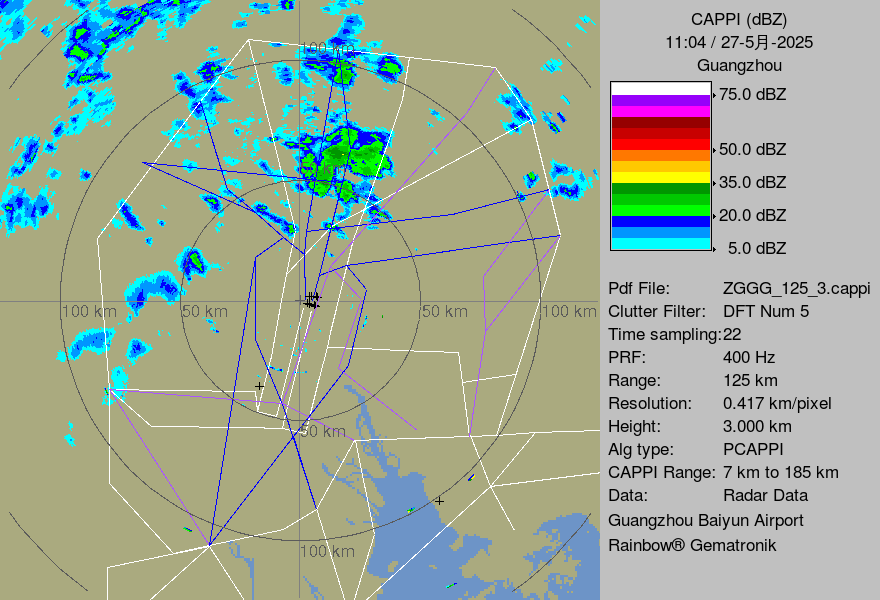 CAPPI (dBZ)
11:04 / 27-5月-2025
Guangzhou
75.0 dBZ
50.0 dBZ
35.0 dBZ
20.0 dBZ
5.0 dBZ
Pdf File: ZGGG_125_3.cappi
Clutter Filter: DFT Num 5
Time sampling:22
PRF: 400 Hz
Range: 125 km
Resolution: 0.417 km/pixel
Height: 3.000 km
Alg type: PCAPPI
CAPPI Range: 7 km to 185 km
Data: Radar Data
Guangzhou Baiyun Airport
Rainbow® Gematronik
100 km
100 km
50 km
50 km
100 km
50 km
100 km